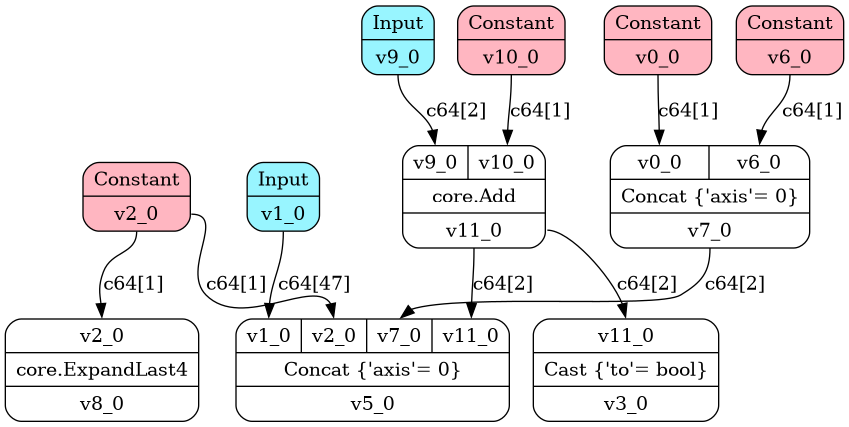 Input
v9_0
Constant
v10_0
Constant
v0_0
Constant
v6_0
c64[2]
c64[1]
c64[1]
c64[1]
Constant
v2_0
Input
v1_0
v9_0
v10_0
core.Add
v11_0
v0_0
v6_0
Concat {'axis'= 0}
v7_0
c64[1]
c64[1]
c64[47]
c64[2]
c64[2]
c64[2]
v2_0
core.ExpandLast4
v8_0
v1_0
v2_0
v7_0
v11_0
Concat {'axis'= 0}
v5_0
v11_0
Cast {'to'= bool}
v3_0